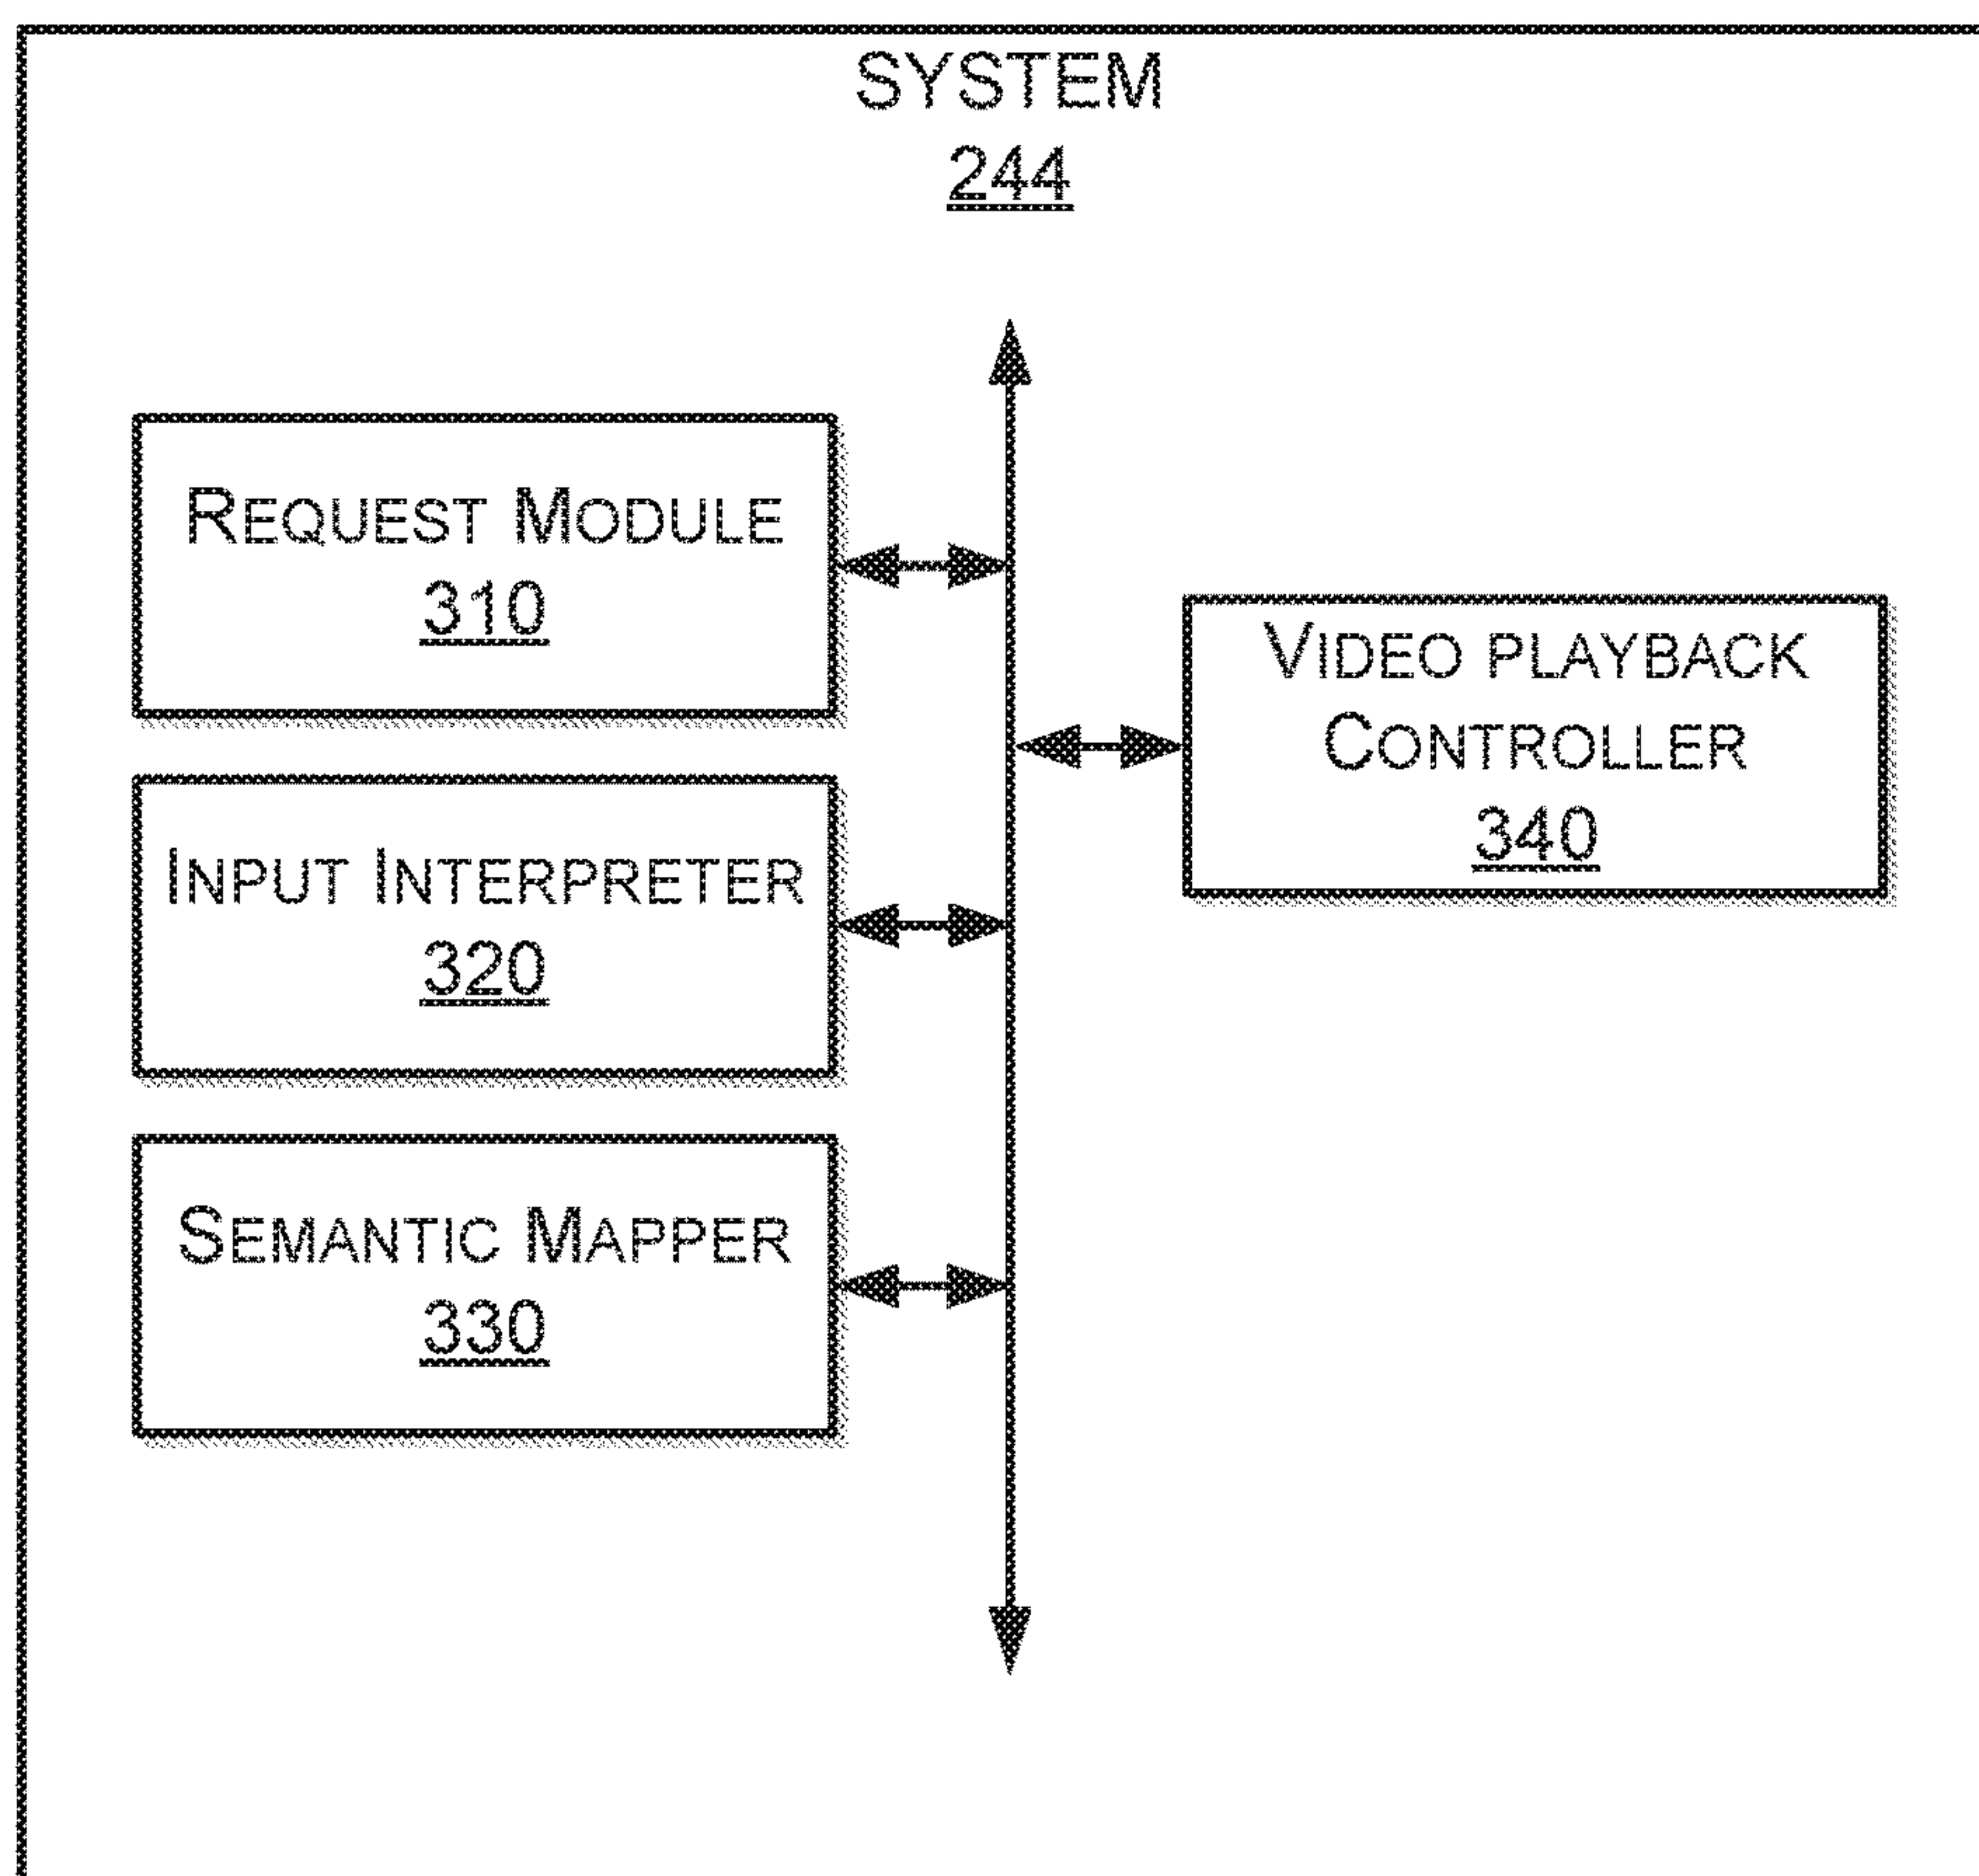 SYSTEM
244
REQUEST MODULE
310
VIDEO PLAYBACK
CONTROLLER
340
INPUT INTERPRETER
320
SEMANTIC MAPPER
330